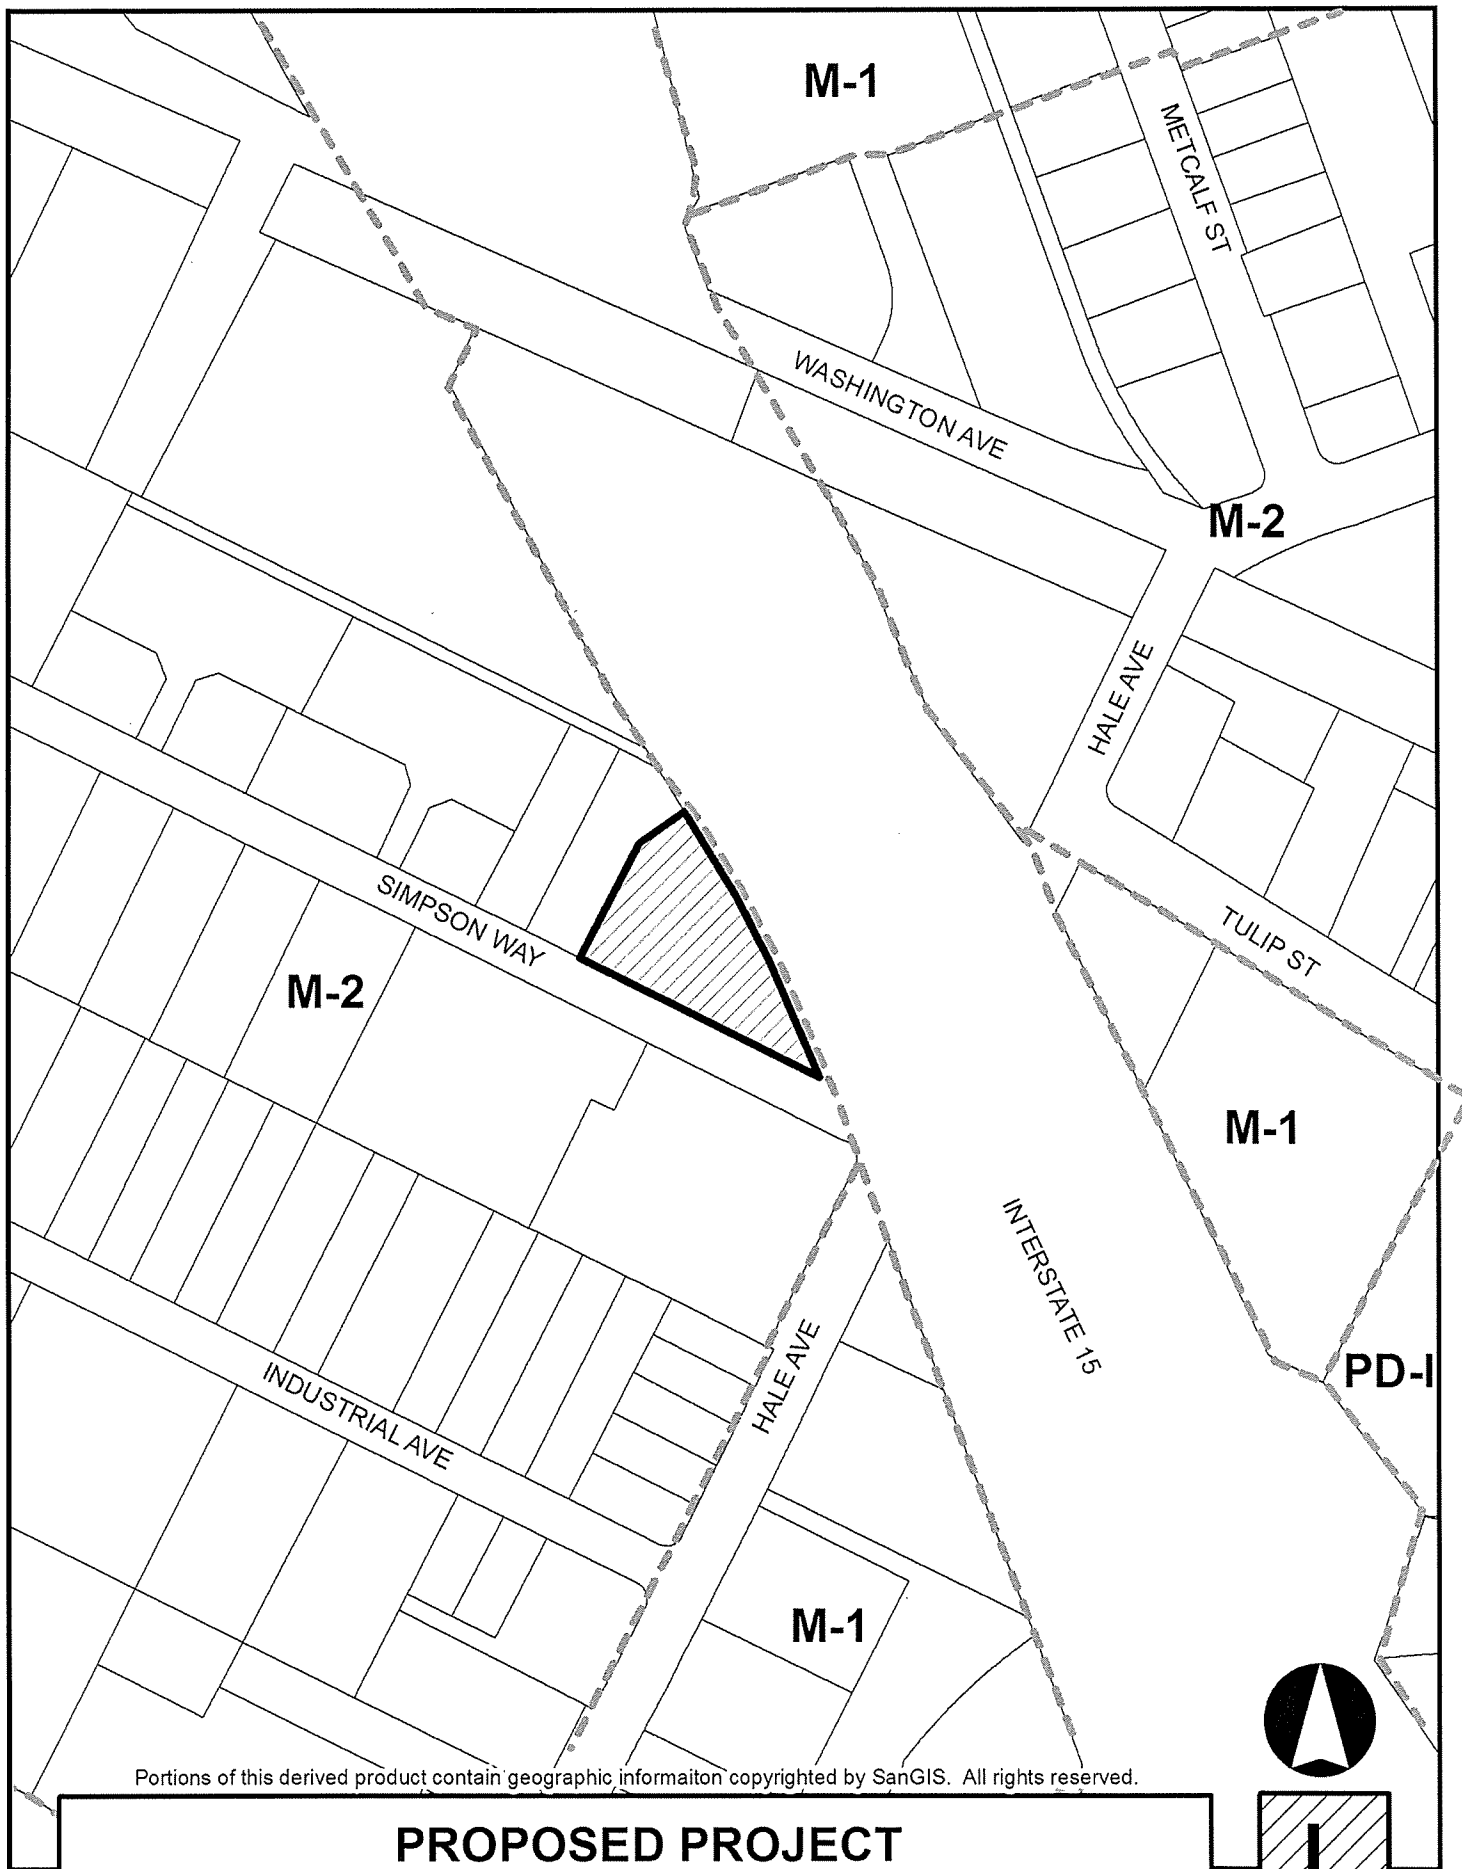 M-1
METCALF ST
WASHINGTON AVE
M-2
HALE AVE
SIMPSON WAY
TULIP ST
M-2
M-1
INTERSTATE 15
PD-I
HALE AVE
INDUSTRIAL AVE
M-1
Portions of this derived product contain geographic informaiton copyrighted by SanGIS. All rights reserved.
PROPOSED PROJECT